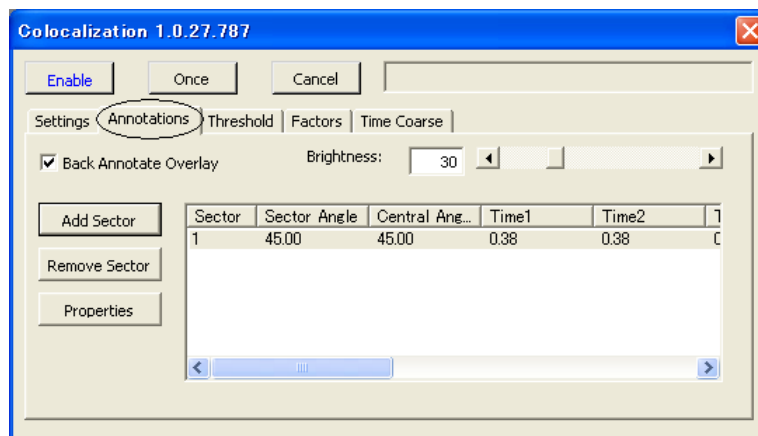 Colocalization 1.0.27.787
Enable Once Cancel
Settings Annotations Threshold Factors Time Coarse
Back Annotate Overlay Brightness: 30
Add Sector
Remove Sector
Properties
Sector Sector Angle Central Ang... Time1 Time2
1 45.00 45.00 0.38 0.38